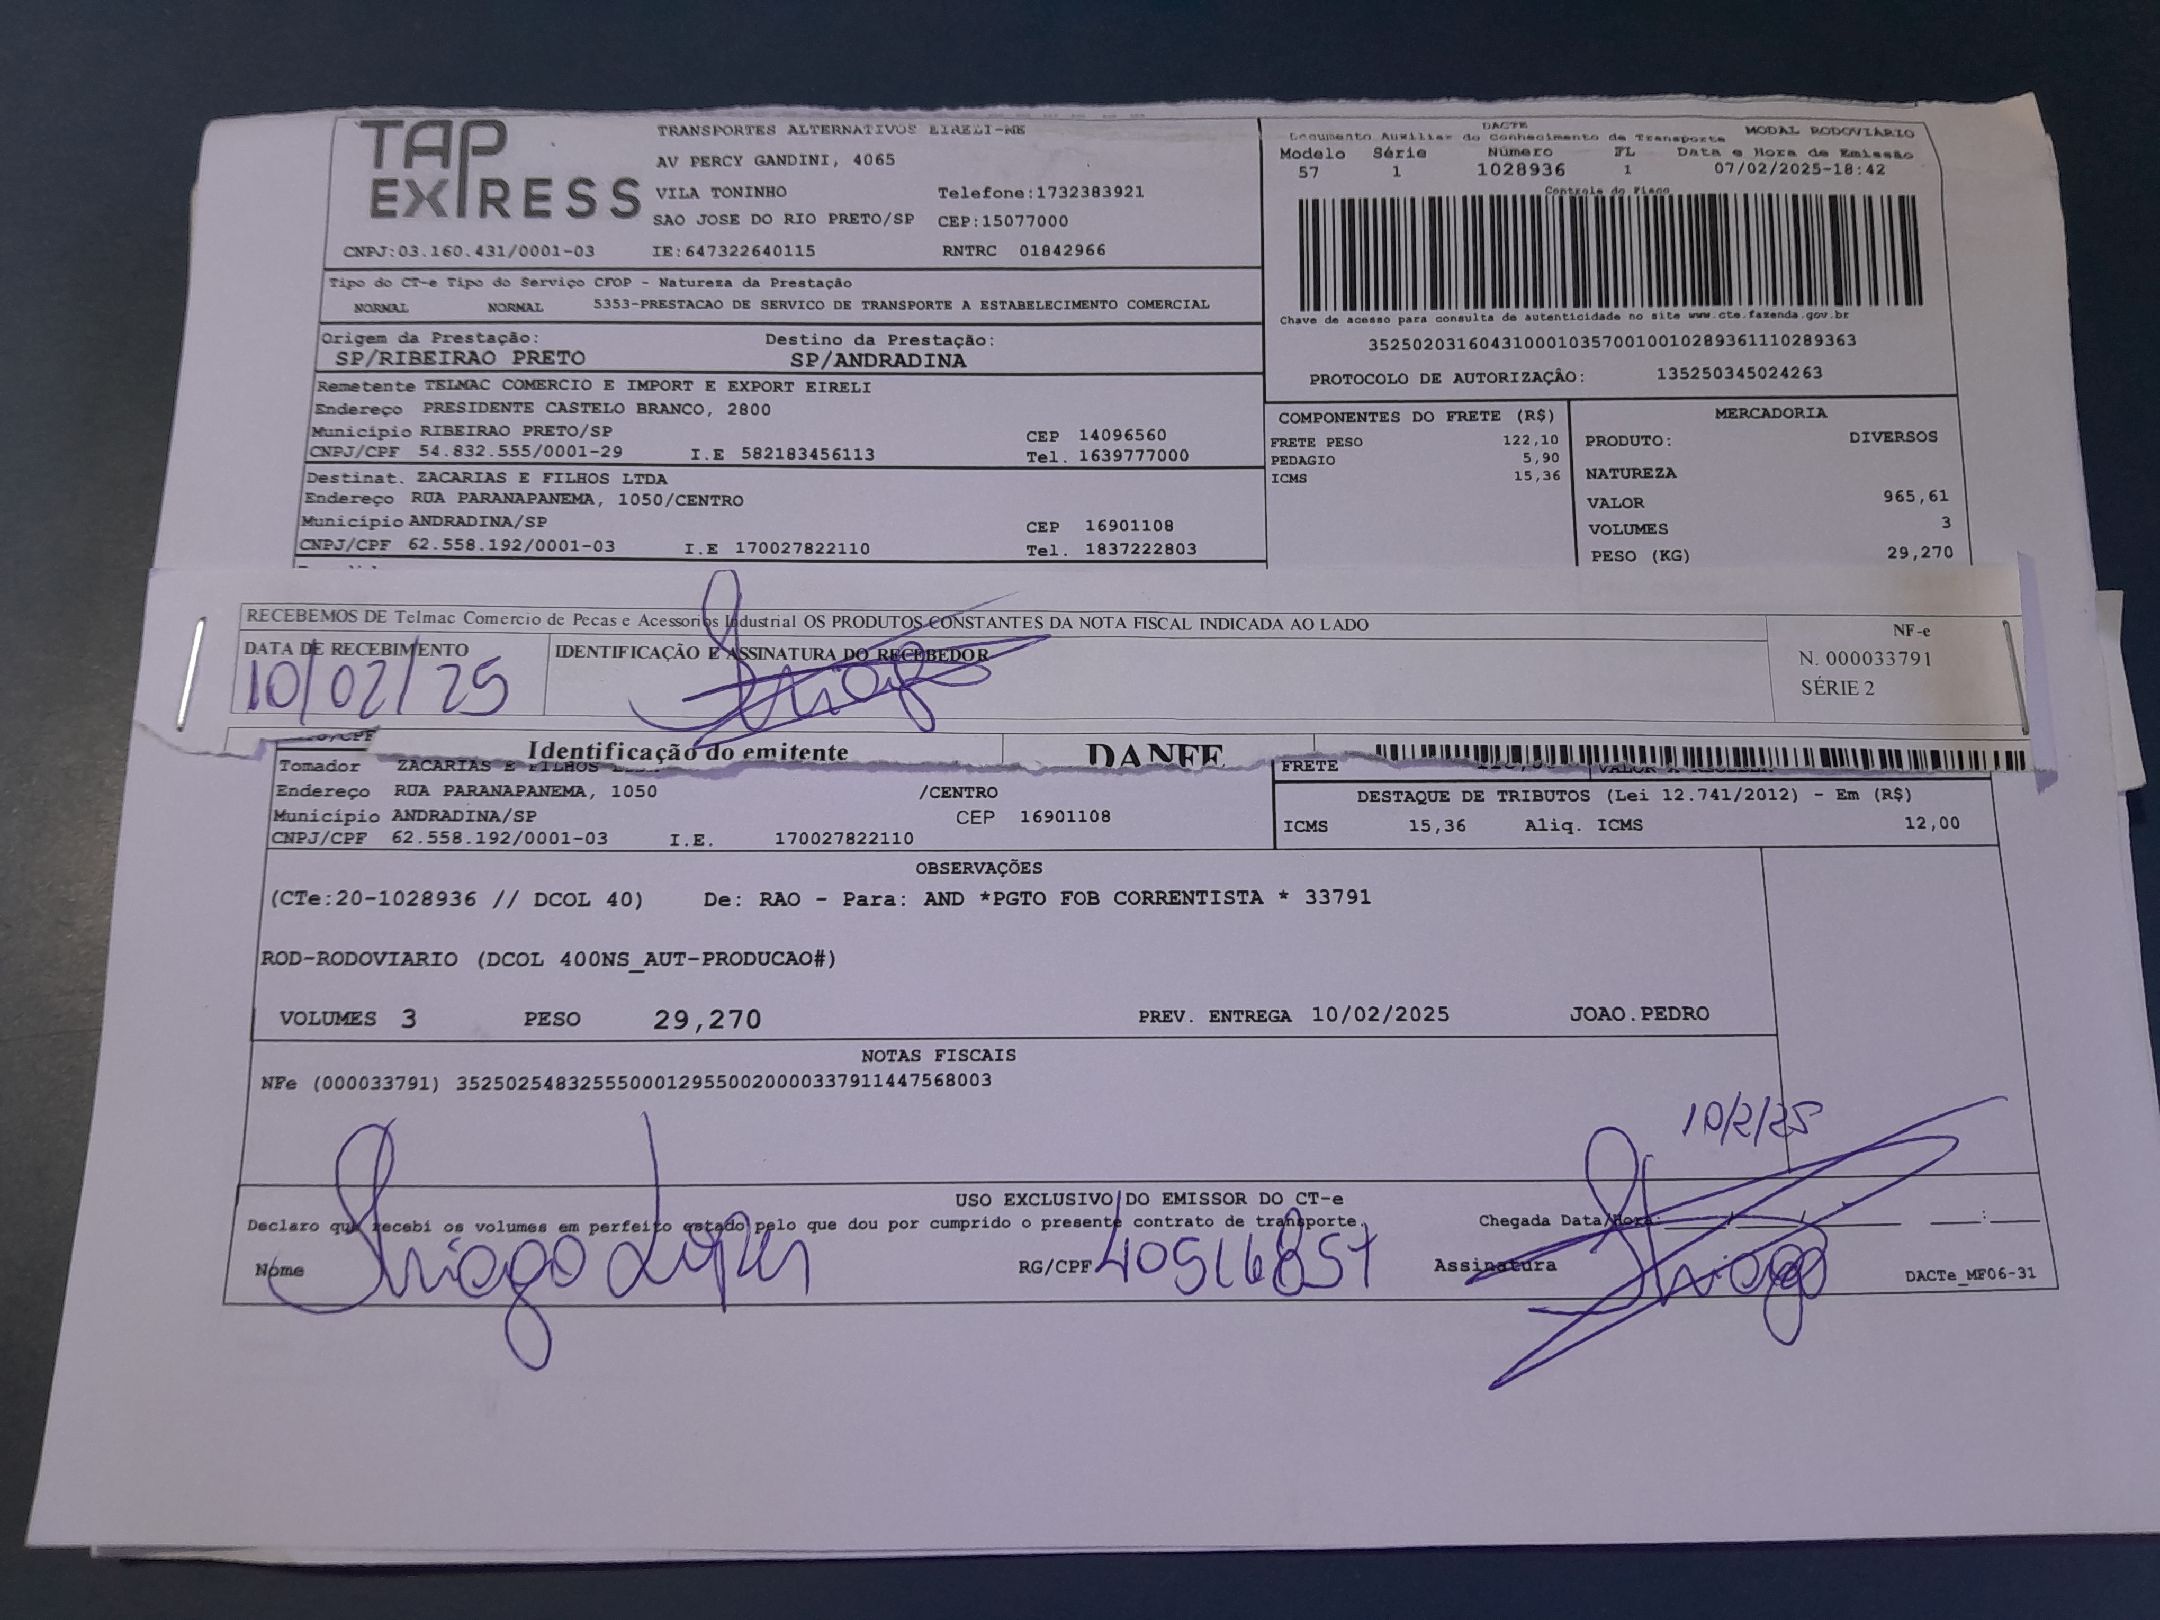 TAP EXPRESS
TRANSPORTES ALTERNATIVOS EIRELI-ME
AV PERCY GANDINI, 4065
VILA TONINHO Telefone:1732383921
SAO JOSE DO RIO PRETO/SP CEP:15077000
CNPJ:03.160.431/0001-03 IE:647322640115 RNTRC 01842966
DACTE
Documento Auxiliar do Conhecimento de Transporte MODAL RODOVIÁRIO
Modelo Série Número FL Data e Hora de Emissão
57 1 1028936 1 07/02/2025-18:42
Controle do Fisco
Chave de acesso para consulta de autenticidade no site www.cte.fazenda.gov.br
35250203160431000103570010010289361110289363
PROTOCOLO DE AUTORIZAÇÂO: 135250345024263
Tipo do CT-e Tipo do Serviço CFOP - Natureza da Prestação
NORMAL NORMAL 5353-PRESTACAO DE SERVICO DE TRANSPORTE A ESTABELECIMENTO COMERCIAL
Origem da Prestação: Destino da Prestação:
SP/RIBEIRAO PRETO SP/ANDRADINA
Remetente TELMAC COMERCIO E IMPORT E EXPORT EIRELI
Endereço PRESIDENTE CASTELO BRANCO, 2800
Município RIBEIRAO PRETO/SP CEP 14096560
CNPJ/CPF 54.832.555/0001-29 I.E 582183456113 Tel. 1639777000
Destinat. ZACARIAS E FILHOS LTDA
Endereço RUA PARANAPANEMA, 1050/CENTRO
Município ANDRADINA/SP CEP 16901108
CNPJ/CPF 62.558.192/0001-03 I.E 170027822110 Tel. 1837222803
COMPONENTES DO FRETE (R$)
FRETE PESO 122,10
PEDAGIO 5,90
ICMS 15,36
MERCADORIA
PRODUTO: DIVERSOS
NATUREZA
VALOR 965,61
VOLUMES 3
PESO (KG) 29,270
RECEBEMOS DE Telmac Comercio de Pecas e Acessorios Industrial OS PRODUTOS CONSTANTES DA NOTA FISCAL INDICADA AO LADO
DATA DE RECEBIMENTO IDENTIFICAÇÃO E ASSINATURA DO RECEBEDOR
10/02/25 Thiago
NF-e
N. 000033791
SÉRIE 2
Identificação do emitente DANFE
Tomador ZACARIAS E FILHOS
Endereço RUA PARANAPANEMA, 1050 /CENTRO
Município ANDRADINA/SP CEP 16901108
CNPJ/CPF 62.558.192/0001-03 I.E. 170027822110
FRETE
DESTAQUE DE TRIBUTOS (Lei 12.741/2012) - Em (R$)
ICMS 15,36 Aliq. ICMS 12,00
OBSERVAÇÕES
(CTe:20-1028936 // DCOL 40) De: RAO - Para: AND *PGTO FOB CORRENTISTA * 33791
ROD-RODOVIARIO (DCOL 400NS_AUT-PRODUCAO#)
VOLUMES 3 PESO 29,270 PREV. ENTREGA 10/02/2025 JOAO.PEDRO
NOTAS FISCAIS
NFe (000033791) 35250254832555000129550020000337911447568003
10/2/25
USO EXCLUSIVO DO EMISSOR DO CT-e
Declaro que recebi os volumes em perfeito estado pelo que dou por cumprido o presente contrato de transporte. Chegada Data/Hora:
Nome Thiago Lopes RG/CPF 40516857 Assinatura Thiago DACTe_MF06-31